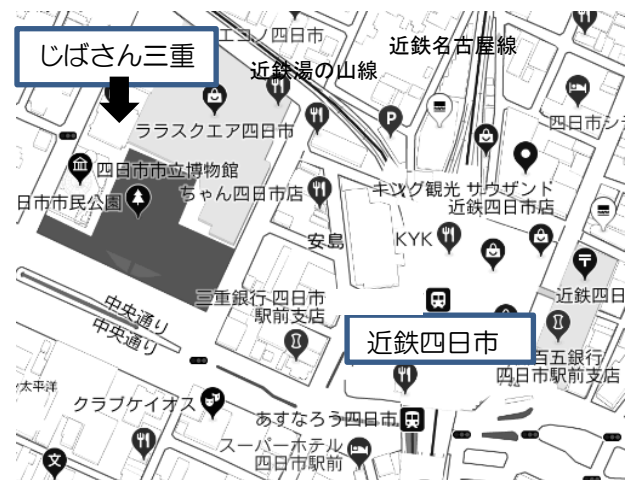 エコノ四日市
じばさん三重
近鉄名古屋線
近鉄湯の山線
ララスクエア四日市
四日市シ
四日市市立博物館
キング観光 サウザンド
近鉄四日市店
日市市民公園
ちゃん四日市店
安島
KYK
P
近鉄四日
三重銀行 四日市
駅前支店
中央通り
中央通り
近鉄四日市
百五銀行
四日市駅前支店
太平洋
クラブケイオス
あすなろう四日市
スーパーホテル
四日市駅前
文